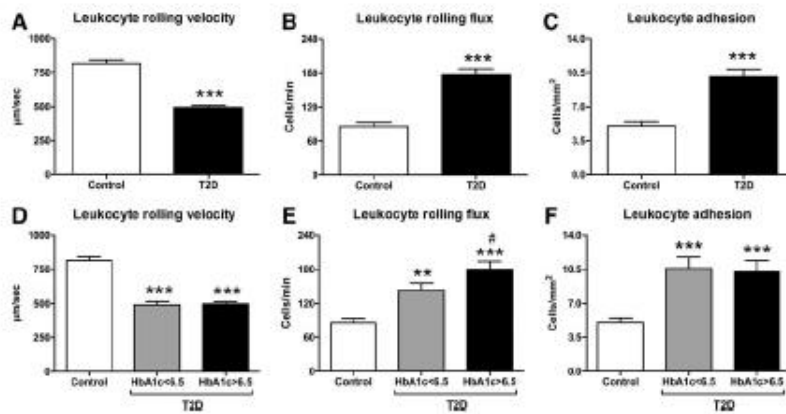 A Leukocyte rolling velocity
1000
750
500
250
0
µm/sec
***
Control T2D
B Leukocyte rolling flux
240
180
120
60
0
Cells/min
***
Control T2D
C Leukocyte adhesion
14.0
10.5
7.0
3.5
0
Cells/mm²
***
Control T2D
D Leukocyte rolling velocity
1000
750
500
250
0
µm/sec
*** ***
Control HbA1c<6.5 HbA1c>6.5
T2D
E Leukocyte rolling flux
240
180
120
60
0
Cells/min
#
** ***
Control HbA1c<6.5 HbA1c>6.5
T2D
F Leukocyte adhesion
14.0
10.5
7.0
3.5
0
Cells/mm²
*** ***
Control HbA1c<6.5 HbA1c>6.5
T2D